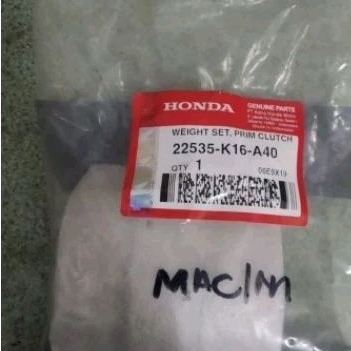 HONDA
GENUINE PARTS
WEIGHT SET, PRIM CLUTCH
22535-K16-A40
QTY 1
MAC/M